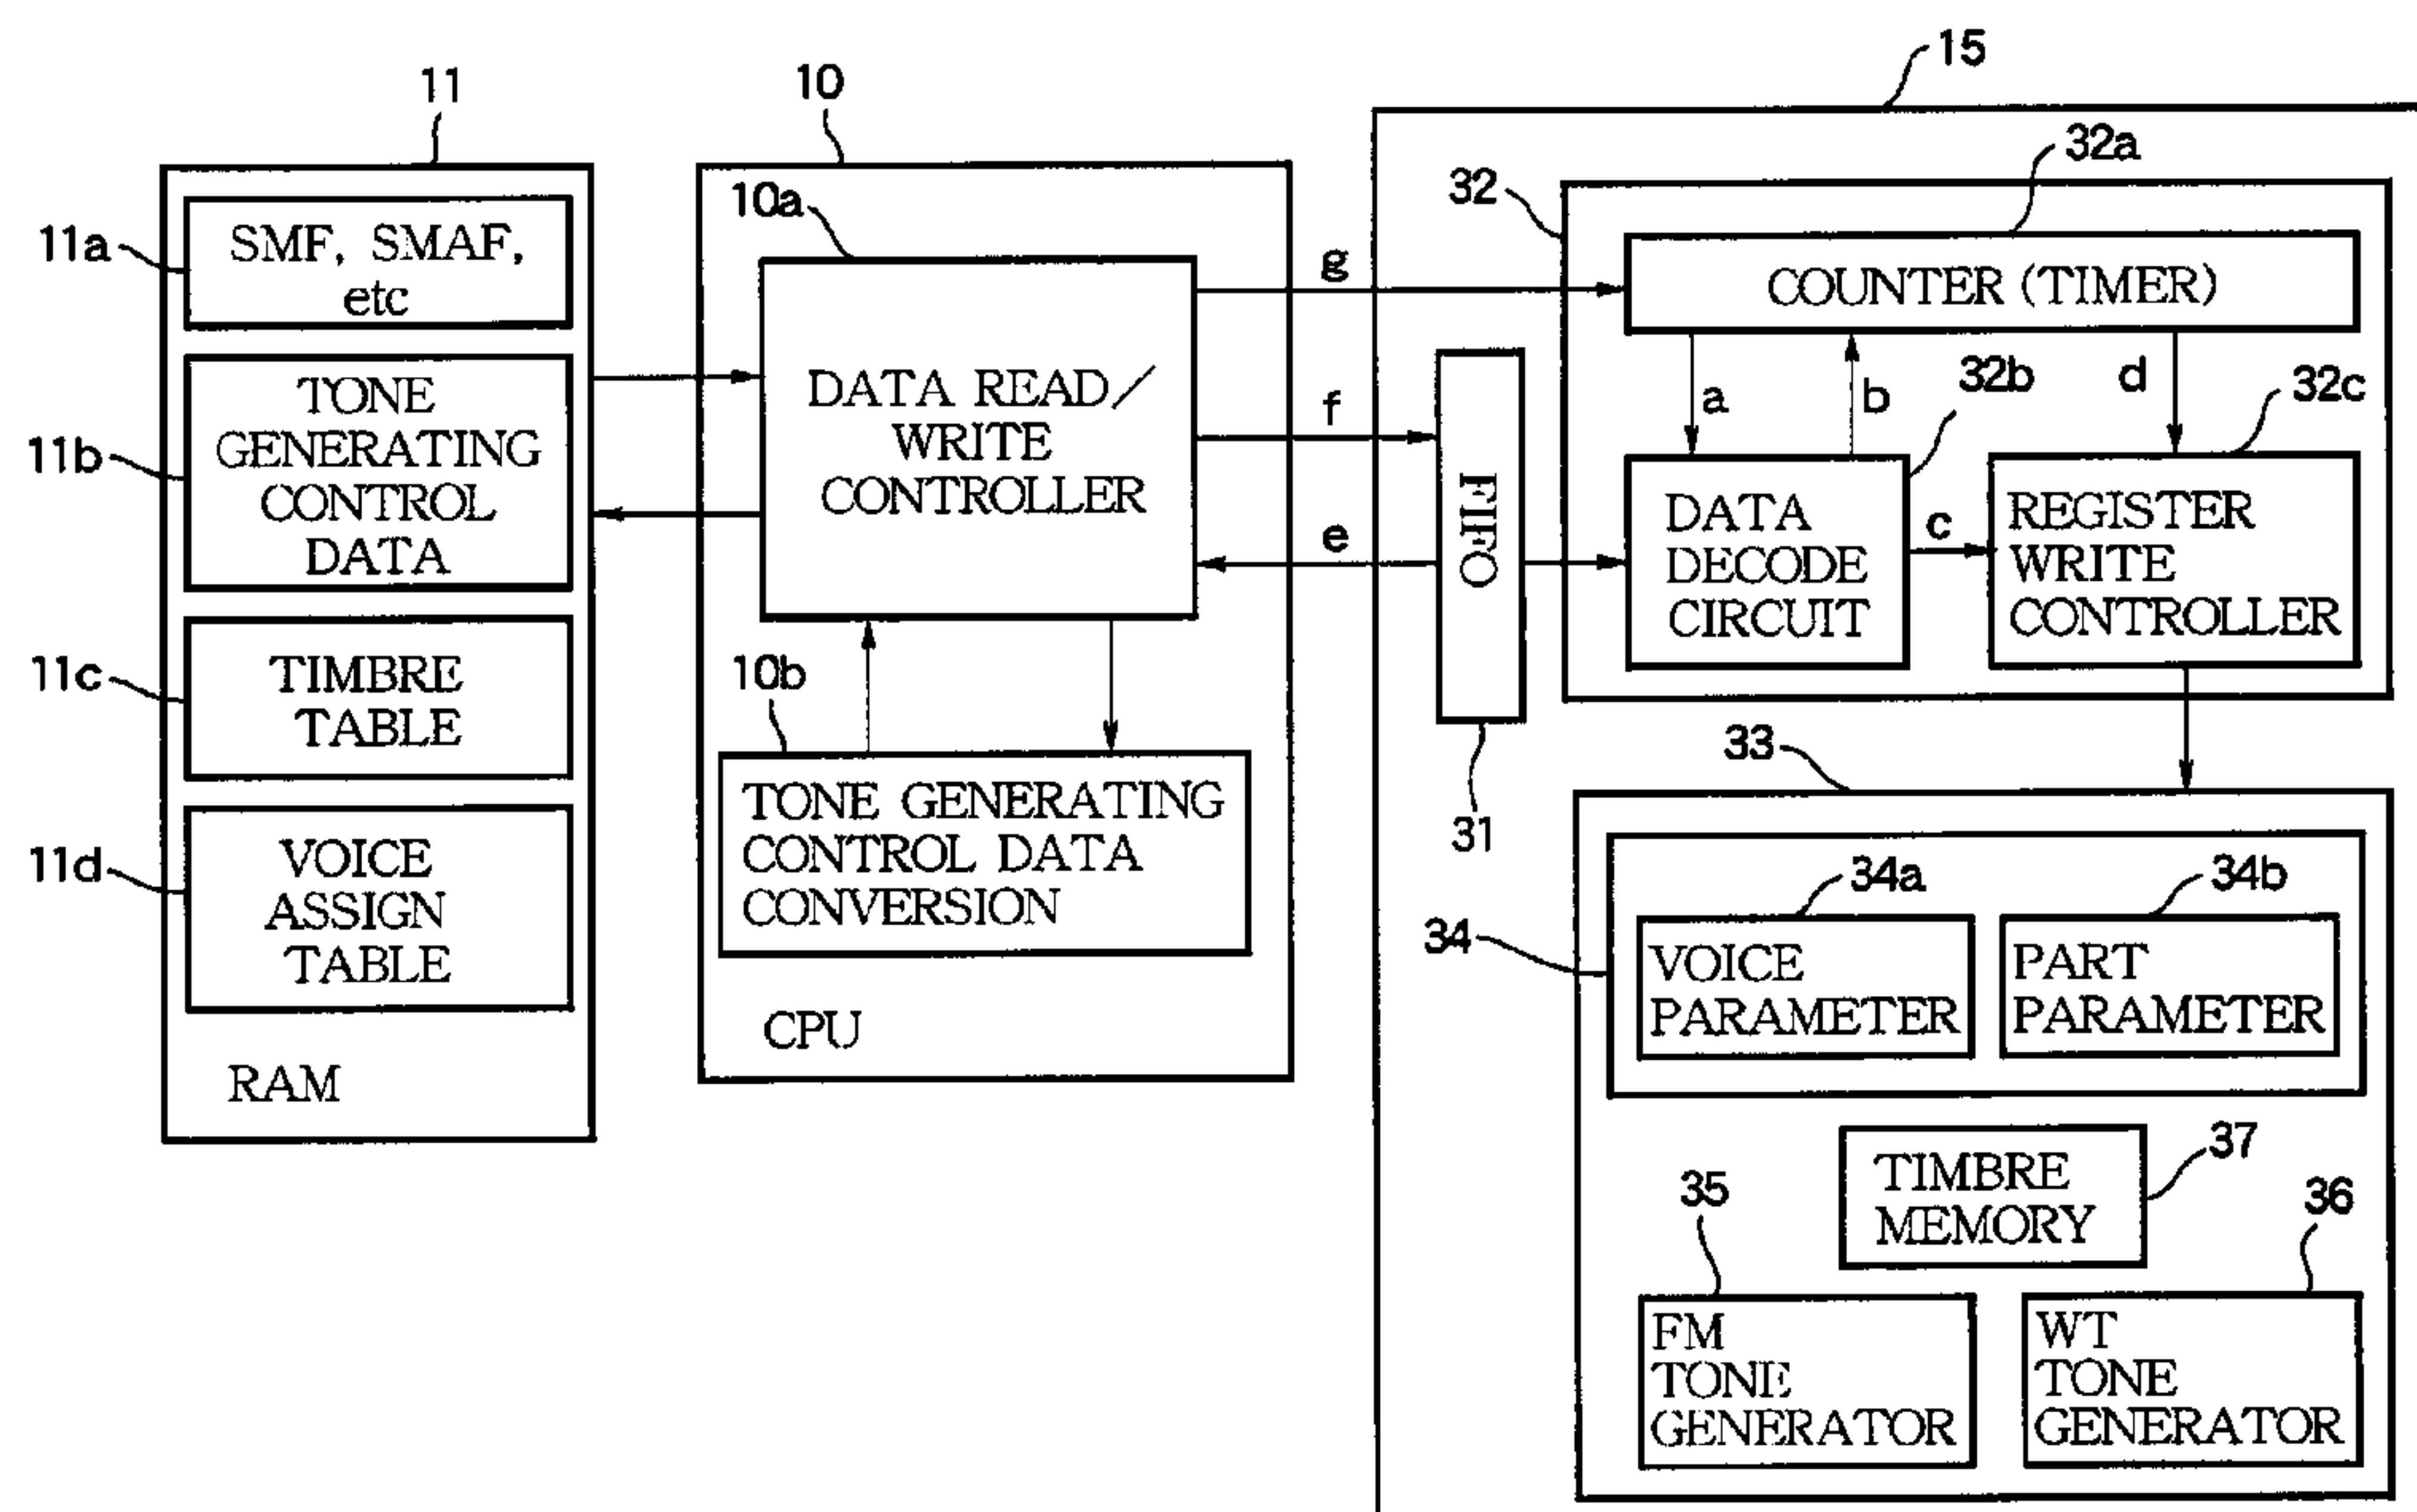 11
11a
SMF, SMAF,
etc
11b
TONE
GENERATING
CONTROL
DATA
11c
TIMBRE
TABLE
11d
VOICE
ASSIGN
TABLE
RAM
10
10a
DATA READ/
WRITE
CONTROLLER
10b
TONE GENERATING
CONTROL DATA
CONVERSION
CPU
g
f
e
15
FIFO
31
32
32a
COUNTER (TIMER)
a
b
32b
d
32c
DATA
DECODE
CIRCUIT
c
REGISTER
WRITE
CONTROLLER
33
34
34a
VOICE
PARAMETER
34b
PART
PARAMETER
37
TIMBRE
MEMORY
35
FM
TONE
GENERATOR
36
WT
TONE
GENERATOR